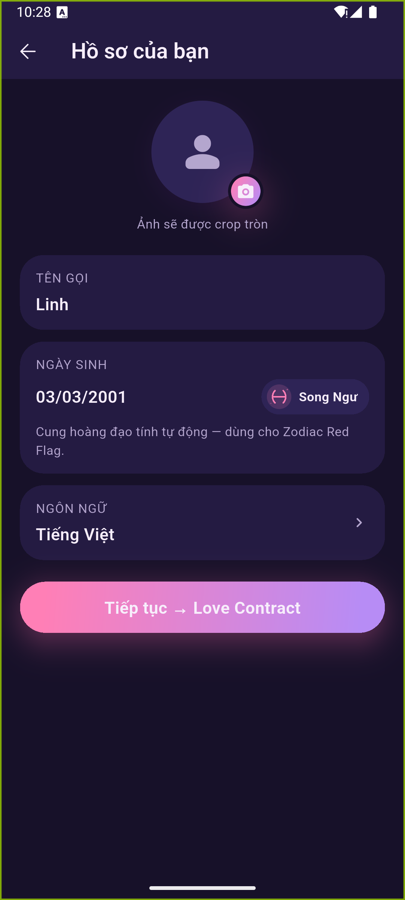 10:28
A
Hồ sơ của bạn
Ảnh sẽ được crop tròn
TÊN GỌI
Linh
NGÀY SINH
03/03/2001
Song Ngư
Cung hoàng đạo tính tự động — dùng cho Zodiac Red
Flag.
NGÔN NGỮ
Tiếng Việt
Tiếp tục → Love Contract